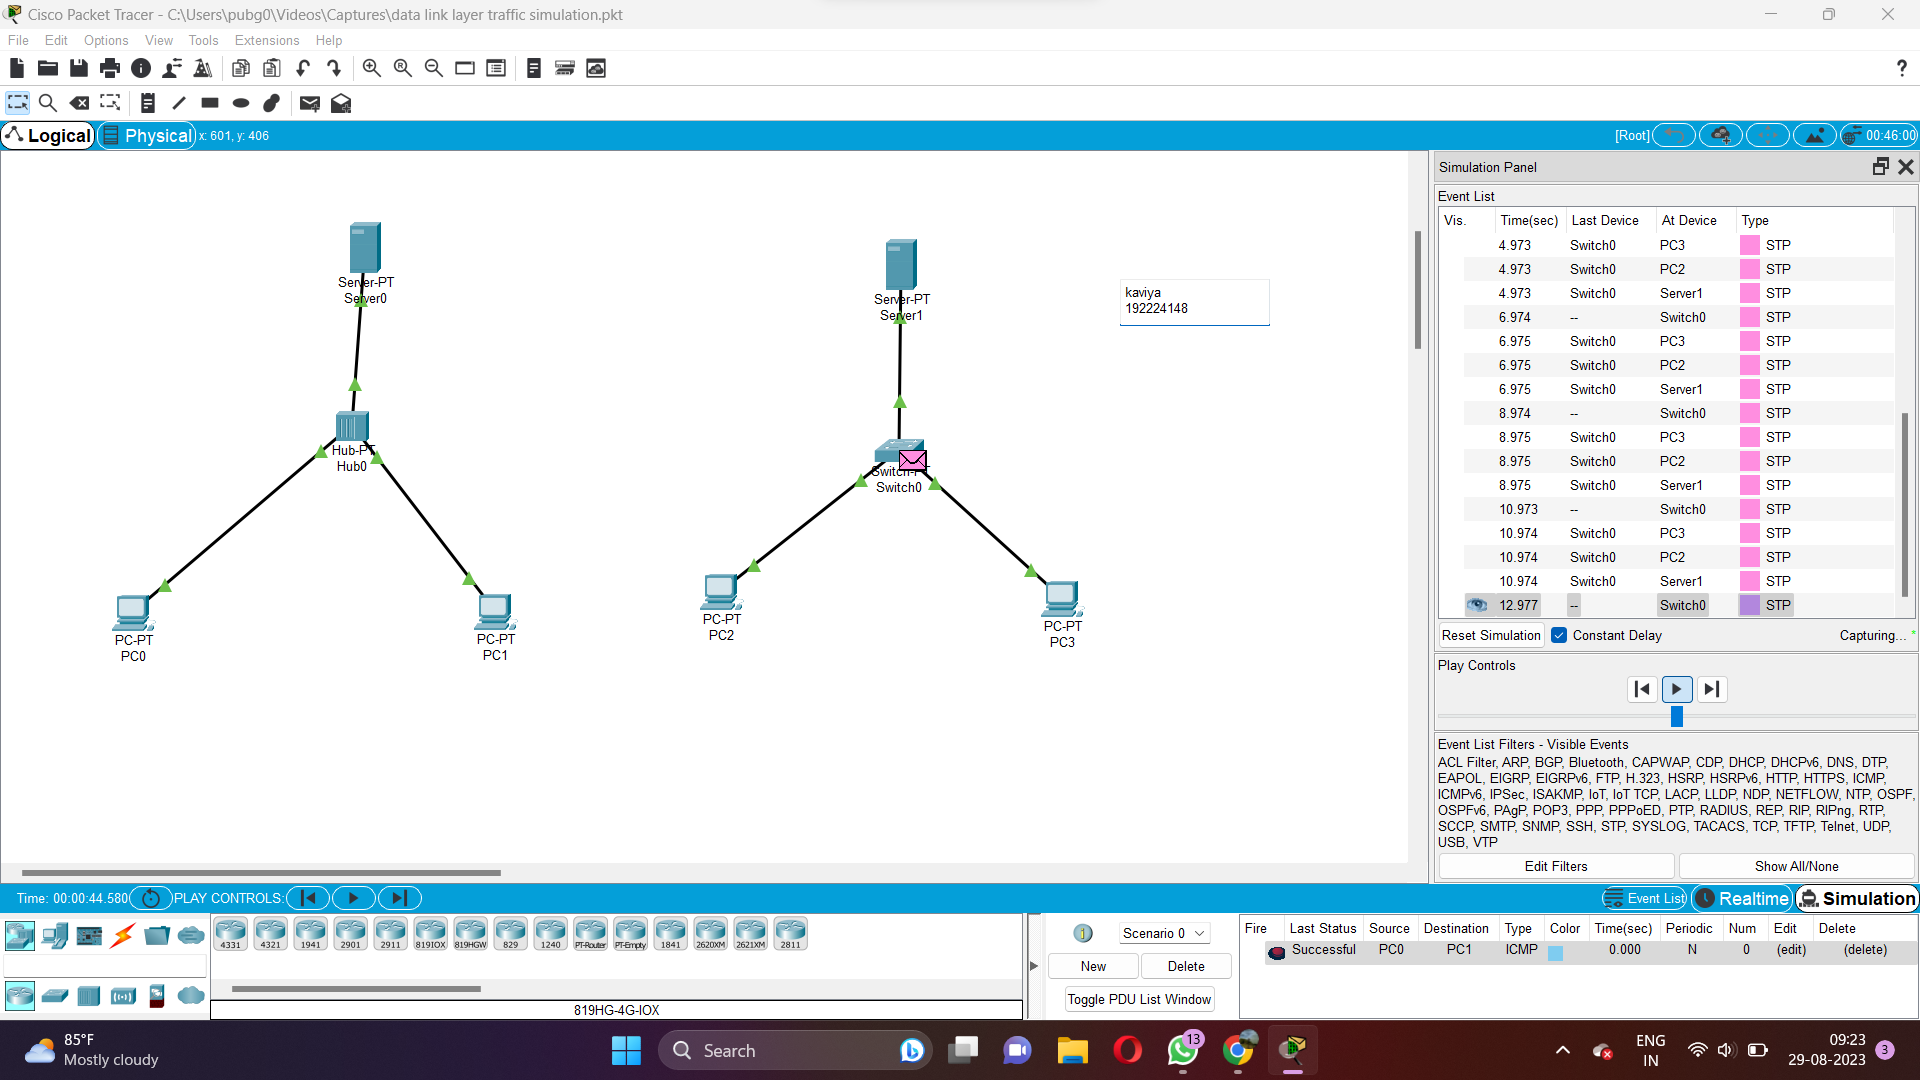 Cisco Packet Tracer - C:\Users\pubg0\Videos\Captures\data link layer traffic simulation.pkt
File Edit Options View Tools Extensions Help
?
Logical Physical x: 601, y: 406 [Root] 00:46:00
Server-PT
Server0
Hub-PT
Hub0
PC-PT
PC0
PC-PT
PC1
Server-PT
Server1
Switch-PT
Switch0
PC-PT
PC2
PC-PT
PC3
kaviya
192224148
Simulation Panel
Event List
Vis. Time(sec) Last Device At Device Type
4.973 Switch0 PC3 STP
4.973 Switch0 PC2 STP
4.973 Switch0 Server1 STP
6.974 -- Switch0 STP
6.975 Switch0 PC3 STP
6.975 Switch0 PC2 STP
6.975 Switch0 Server1 STP
8.974 -- Switch0 STP
8.975 Switch0 PC3 STP
8.975 Switch0 PC2 STP
8.975 Switch0 Server1 STP
10.973 -- Switch0 STP
10.974 Switch0 PC3 STP
10.974 Switch0 PC2 STP
10.974 Switch0 Server1 STP
12.977 -- Switch0 STP
Reset Simulation Constant Delay Capturing... *
Play Controls
Event List Filters - Visible Events
ACL Filter, ARP, BGP, Bluetooth, CAPWAP, CDP, DHCP, DHCPv6, DNS, DTP,
EAPOL, EIGRP, EIGRPv6, FTP, H.323, HSRP, HSRPv6, HTTP, HTTPS, ICMP,
ICMPv6, IPSec, ISAKMP, IoT, IoT TCP, LACP, LLDP, NDP, NETFLOW, NTP, OSPF,
OSPFv6, PAgP, POP3, PPP, PPPoED, PTP, RADIUS, REP, RIP, RIPng, RTP,
SCCP, SMTP, SNMP, SSH, STP, SYSLOG, TACACS, TCP, TFTP, Telnet, UDP,
USB, VTP
Edit Filters Show All/None
Time: 00:00:44.580 PLAY CONTROLS: Event List Realtime Simulation
4331 4321 1941 2901 2911 819IOX 819HGW 829 1240 PT-Router PT-Empty 1841 2620XM 2621XM 2811
819HG-4G-IOX
1 Scenario 0
New Delete
Toggle PDU List Window
Fire Last Status Source Destination Type Color Time(sec) Periodic Num Edit Delete
Successful PC0 PC1 ICMP 0.000 N 0 (edit) (delete)
85°F
Mostly cloudy
Search
13
ENG
IN
09:23
29-08-2023
3